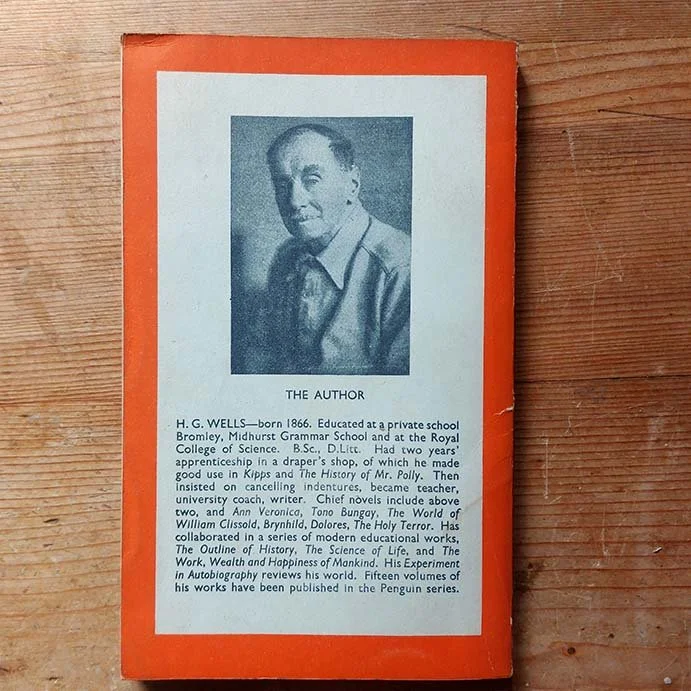 THE AUTHOR
H. G. WELLS—born 1866. Educated at a private school
Bromley, Midhurst Grammar School and at the Royal
College of Science. B.Sc., D.Litt. Had two years'
apprenticeship in a draper's shop, of which he made
good use in Kipps and The History of Mr. Polly. Then
insisted on cancelling indentures, became teacher,
university coach, writer. Chief novels include above
two, and Ann Veronica, Tono Bungay, The World of
William Clissold, Brynhild, Dolores, The Holy Terror. Has
collaborated in a series of modern educational works,
The Outline of History, The Science of Life, and The
Work, Wealth and Happiness of Mankind. His Experiment
in Autobiography reviews his world. Fifteen volumes of
his works have been published in the Penguin series.